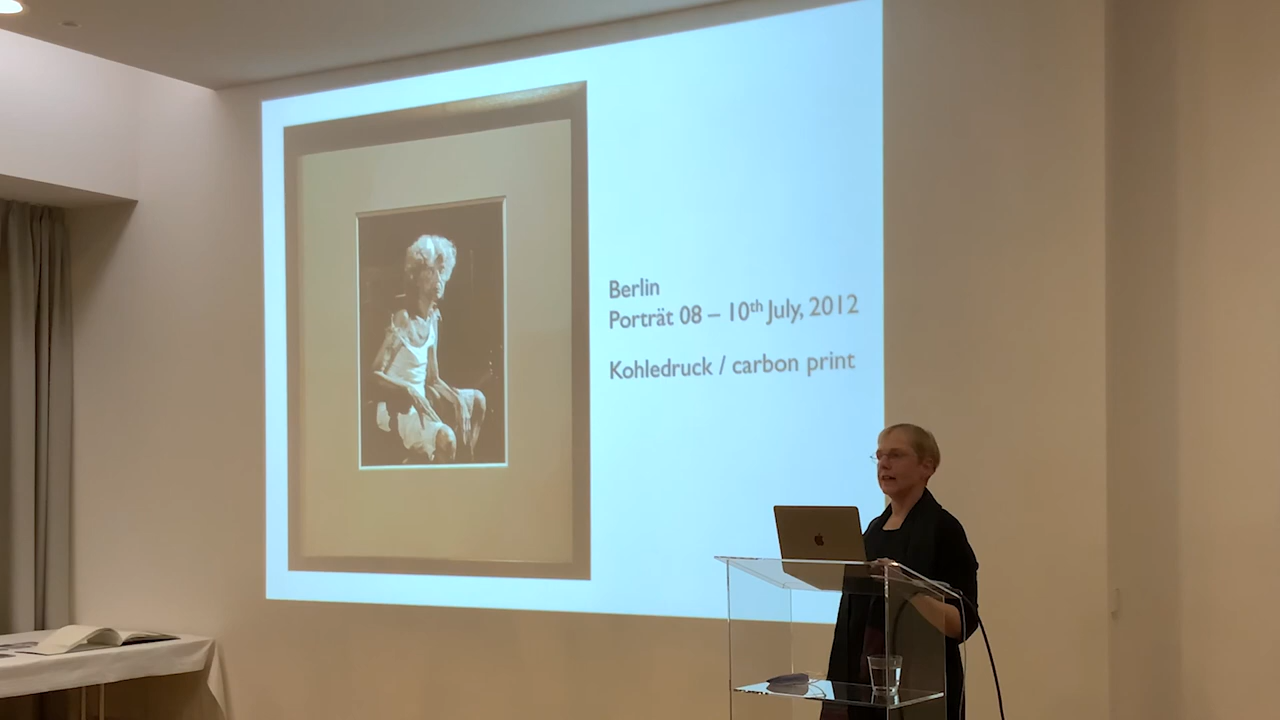 Berlin
Porträt 08 – 10th July, 2012
Kohledruck / carbon print